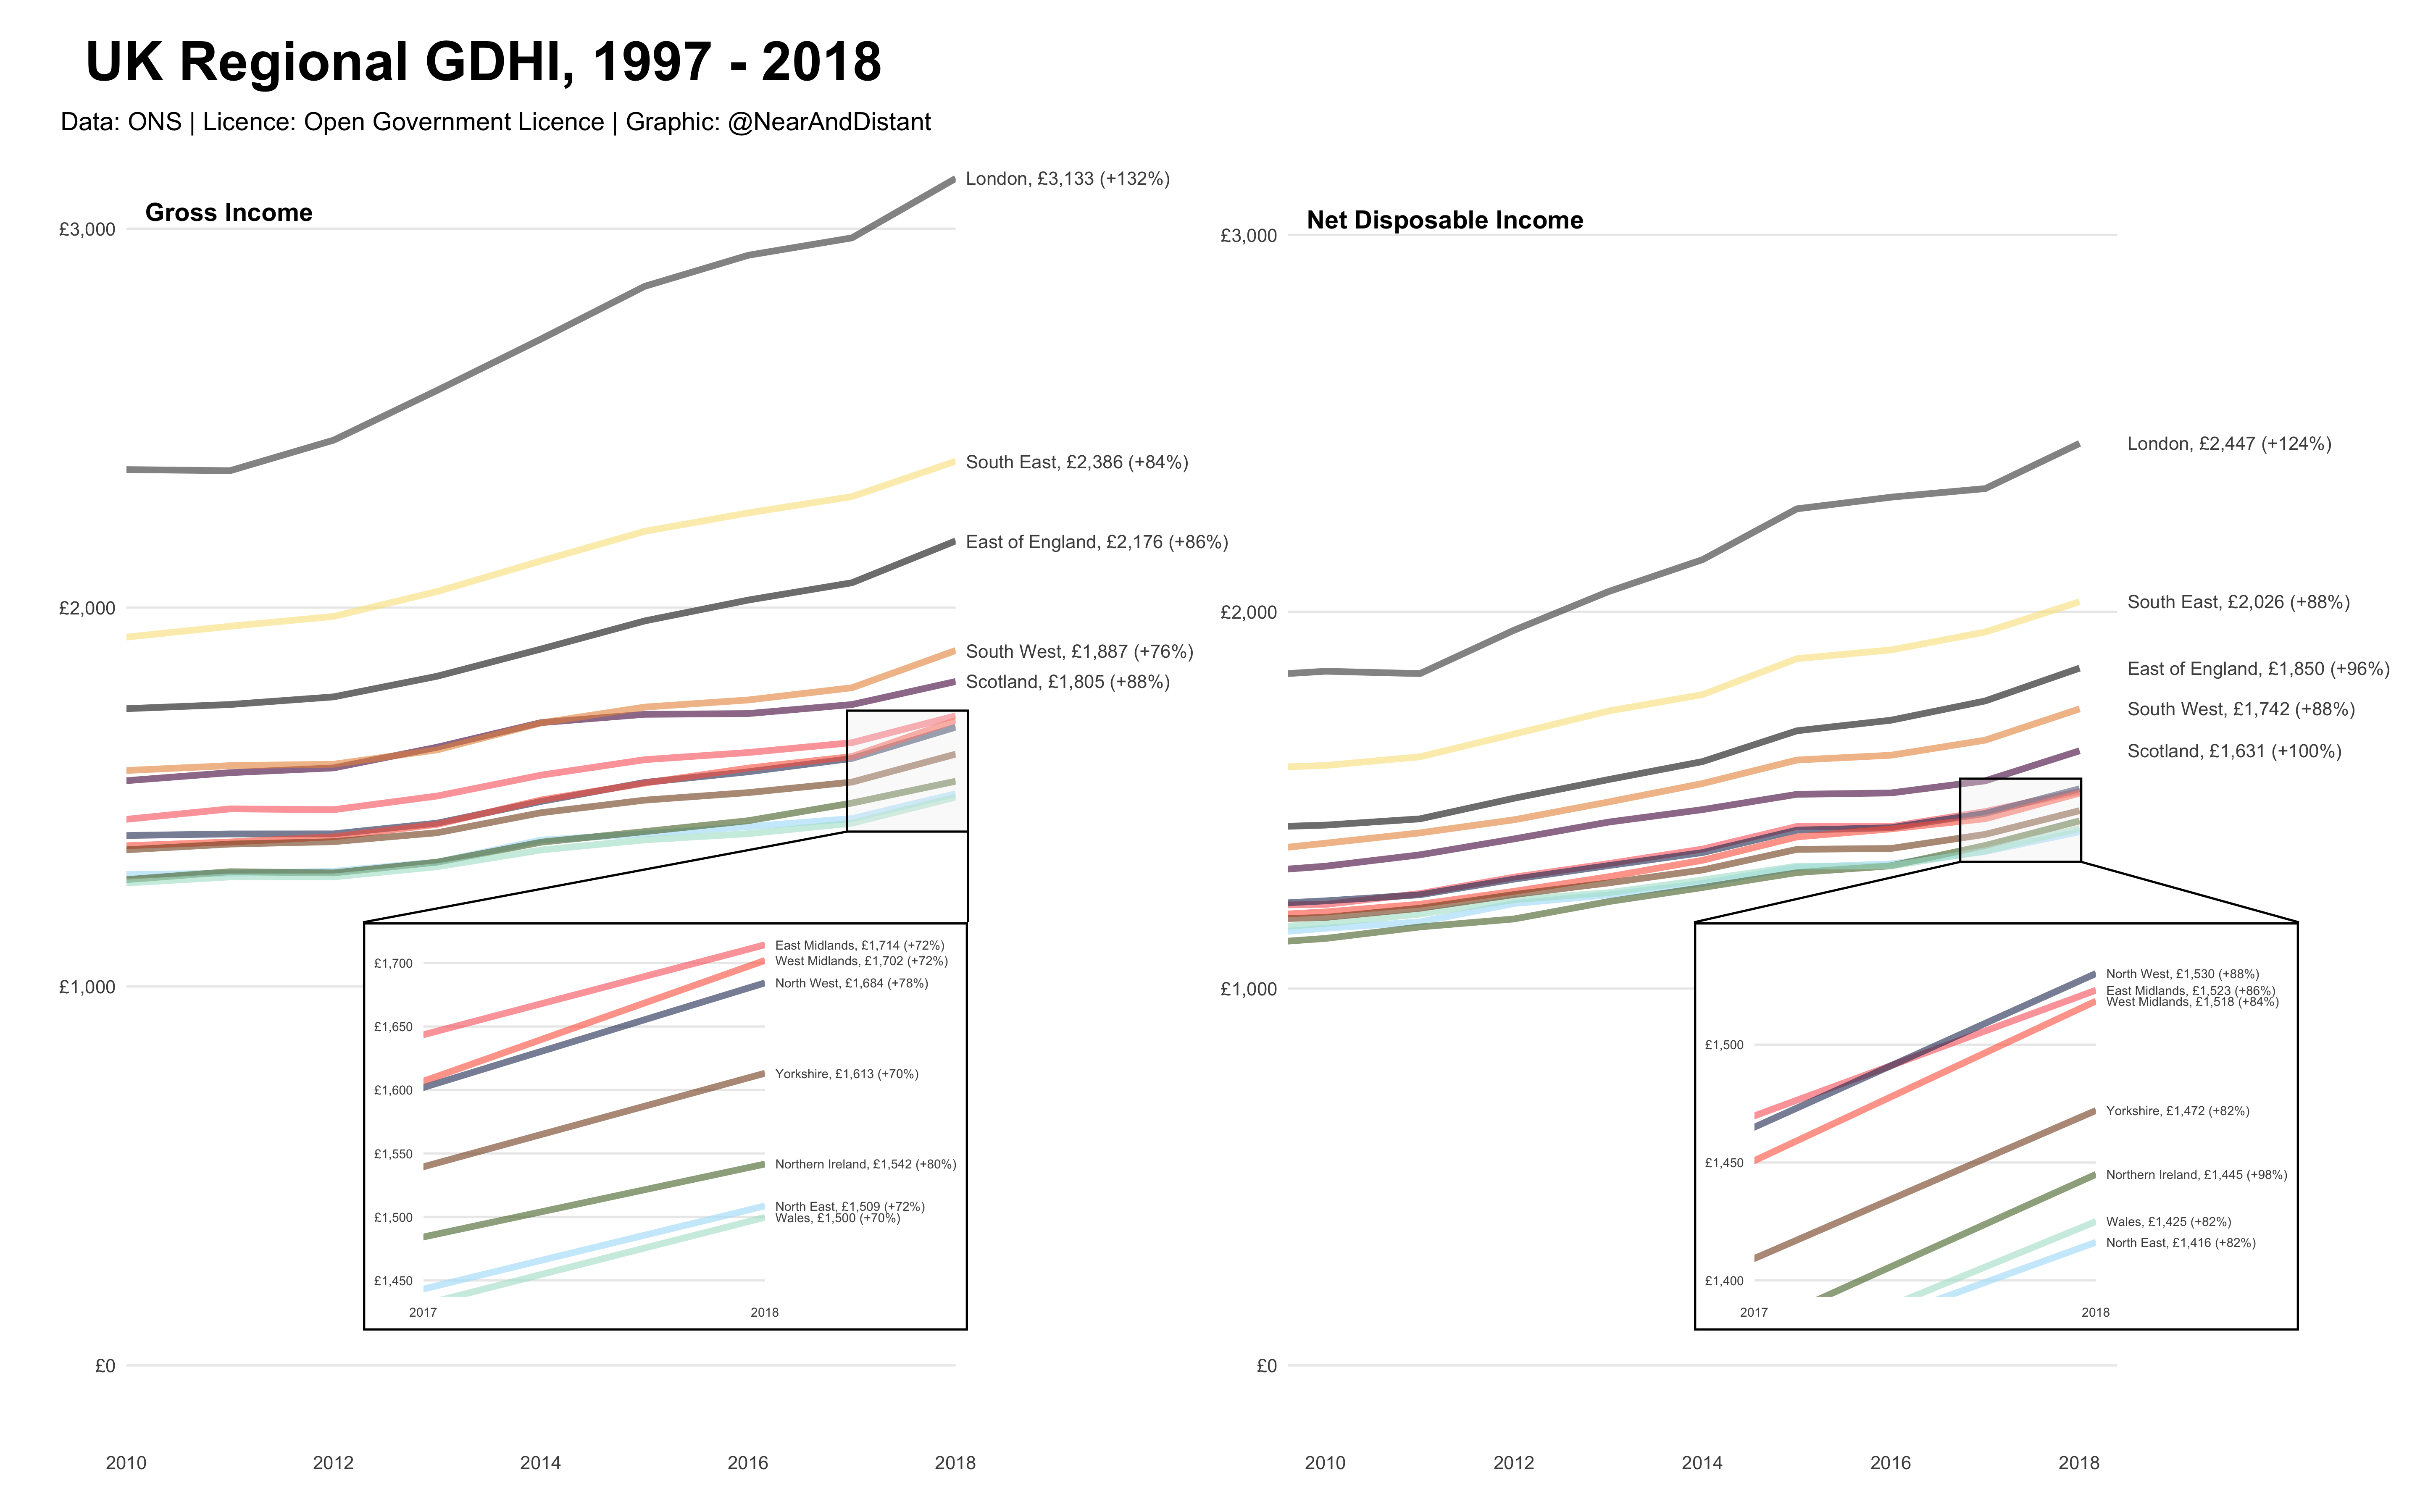 UK Regional GDHI, 1997 - 2018
Data: ONS | Licence: Open Government Licence | Graphic: @NearAndDistant
Gross Income
£3,000
£2,000
£1,000
£0
2010
2012
2014
2016
2018
London, £3,133 (+132%)
South East, £2,386 (+84%)
East of England, £2,176 (+86%)
South West, £1,887 (+76%)
Scotland, £1,805 (+88%)
£1,700
£1,650
£1,600
£1,550
£1,500
£1,450
2017
2018
East Midlands, £1,714 (+72%)
West Midlands, £1,702 (+72%)
North West, £1,684 (+78%)
Yorkshire, £1,613 (+70%)
Northern Ireland, £1,542 (+80%)
North East, £1,509 (+72%)
Wales, £1,500 (+70%)
Net Disposable Income
£3,000
£2,000
£1,000
£0
2010
2012
2014
2016
2018
London, £2,447 (+124%)
South East, £2,026 (+88%)
East of England, £1,850 (+96%)
South West, £1,742 (+88%)
Scotland, £1,631 (+100%)
£1,500
£1,450
£1,400
2017
2018
North West, £1,530 (+88%)
East Midlands, £1,523 (+86%)
West Midlands, £1,518 (+84%)
Yorkshire, £1,472 (+82%)
Northern Ireland, £1,445 (+98%)
Wales, £1,425 (+82%)
North East, £1,416 (+82%)